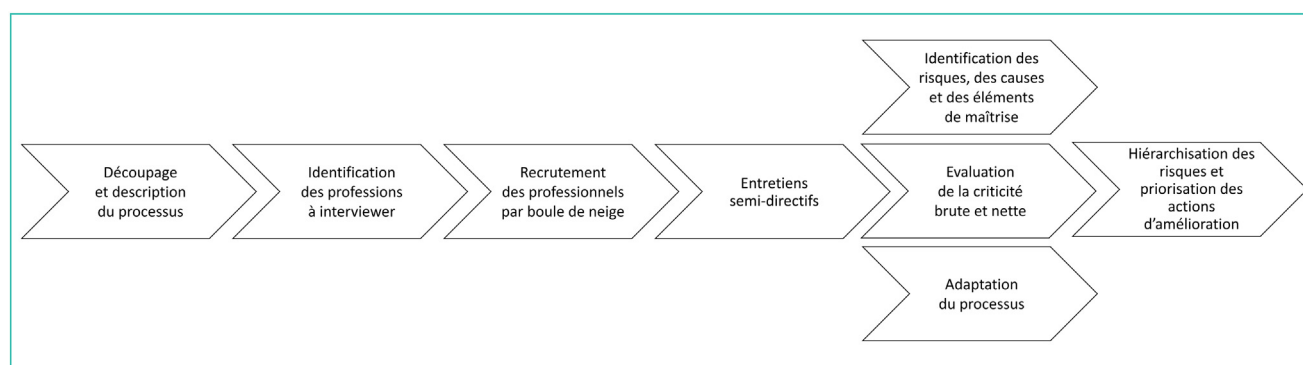 Découpage
et description
du processus
Identification
des professions
à interviewer
Recrutement
des professionnels
par boule de neige
Entretiens
semi-directifs
Identification des
risques, des causes
et des éléments
de maîtrise
Evaluation
de la criticité
brute et nette
Adaptation
du processus
Hiérarchisation des
risques et
priorisation des
actions
d’amélioration